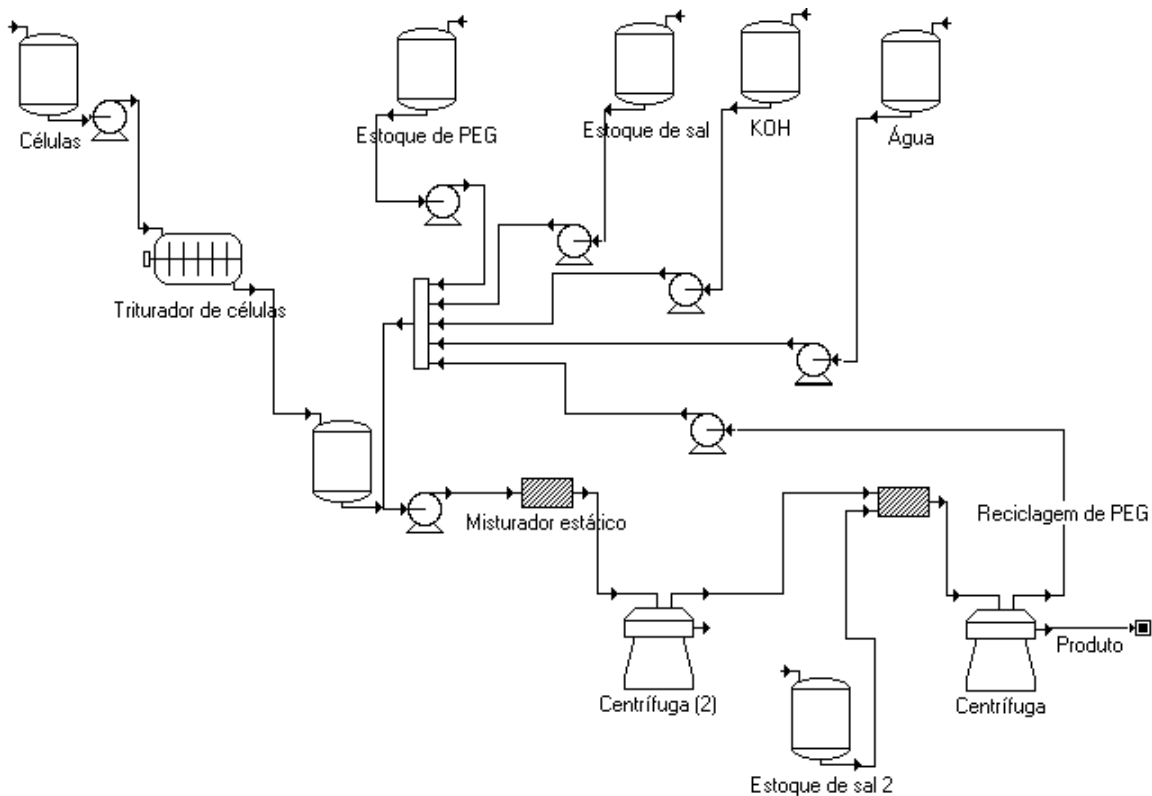 Células
Estoque de PEG
Estoque de sal
KOH
Água
Triturador de células
Misturador estático
Reciclagem de PEG
Produto
Centrífuga (2)
Centrífuga
Estoque de sal 2